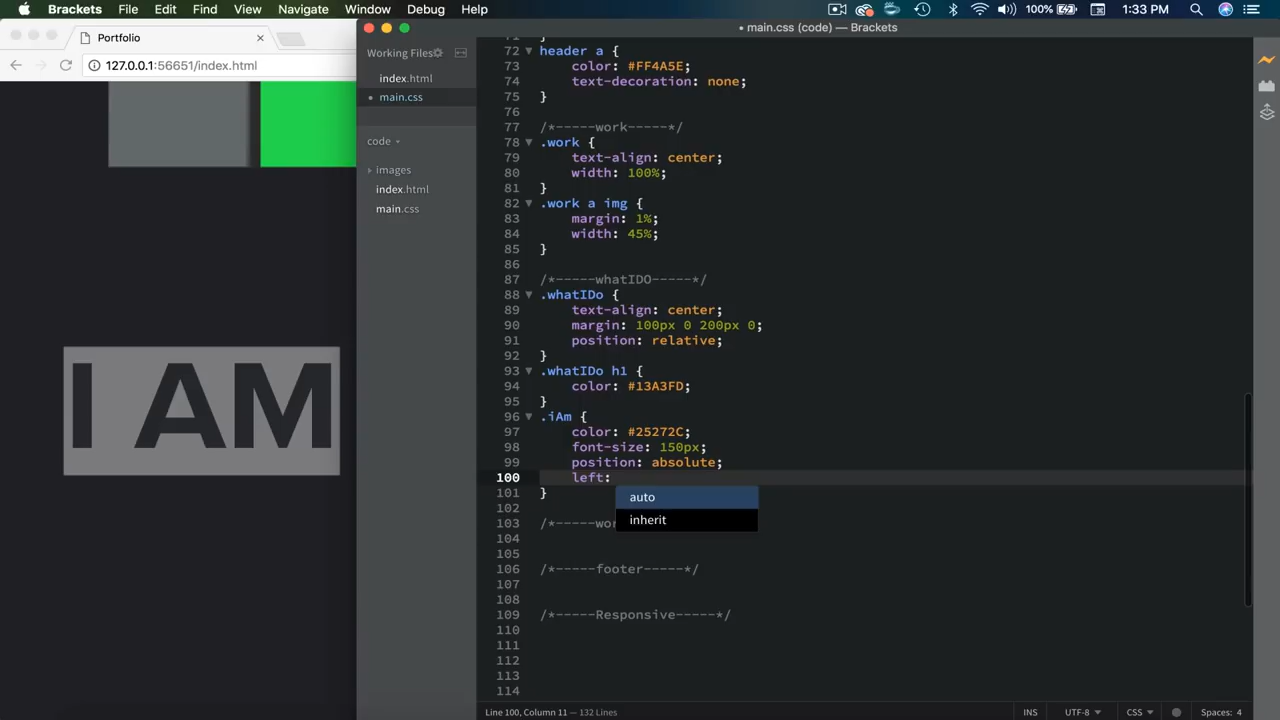 Brackets File Edit Find View Navigate Window Debug Help 100% 1:33 PM
Portfolio
127.0.0.1:56651/index.html
I AM
main.css (code) — Brackets
Working Files
index.html
main.css
code
images
index.html
main.css
72 header a {
73 color: #FF4A5E;
74 text-decoration: none;
75 }
76
77 /*-----work-----*/
78 .work {
79 text-align: center;
80 width: 100%;
81 }
82 .work a img {
83 margin: 1%;
84 width: 45%;
85 }
86
87 /*-----whatIDO-----*/
88 .whatIDo {
89 text-align: center;
90 margin: 100px 0 200px 0;
91 position: relative;
92 }
93 .whatIDo h1 {
94 color: #13A3FD;
95 }
96 .iAm {
97 color: #25272C;
98 font-size: 150px;
99 position: absolute;
100 left:
auto
101 }
102
inherit
103 /*-----wo
104
105
106 /*-----footer-----*/
107
108
109 /*-----Responsive-----*/
110
111
112
113
114
Line 100, Column 11 — 132 Lines
INS UTF-8 CSS Spaces: 4